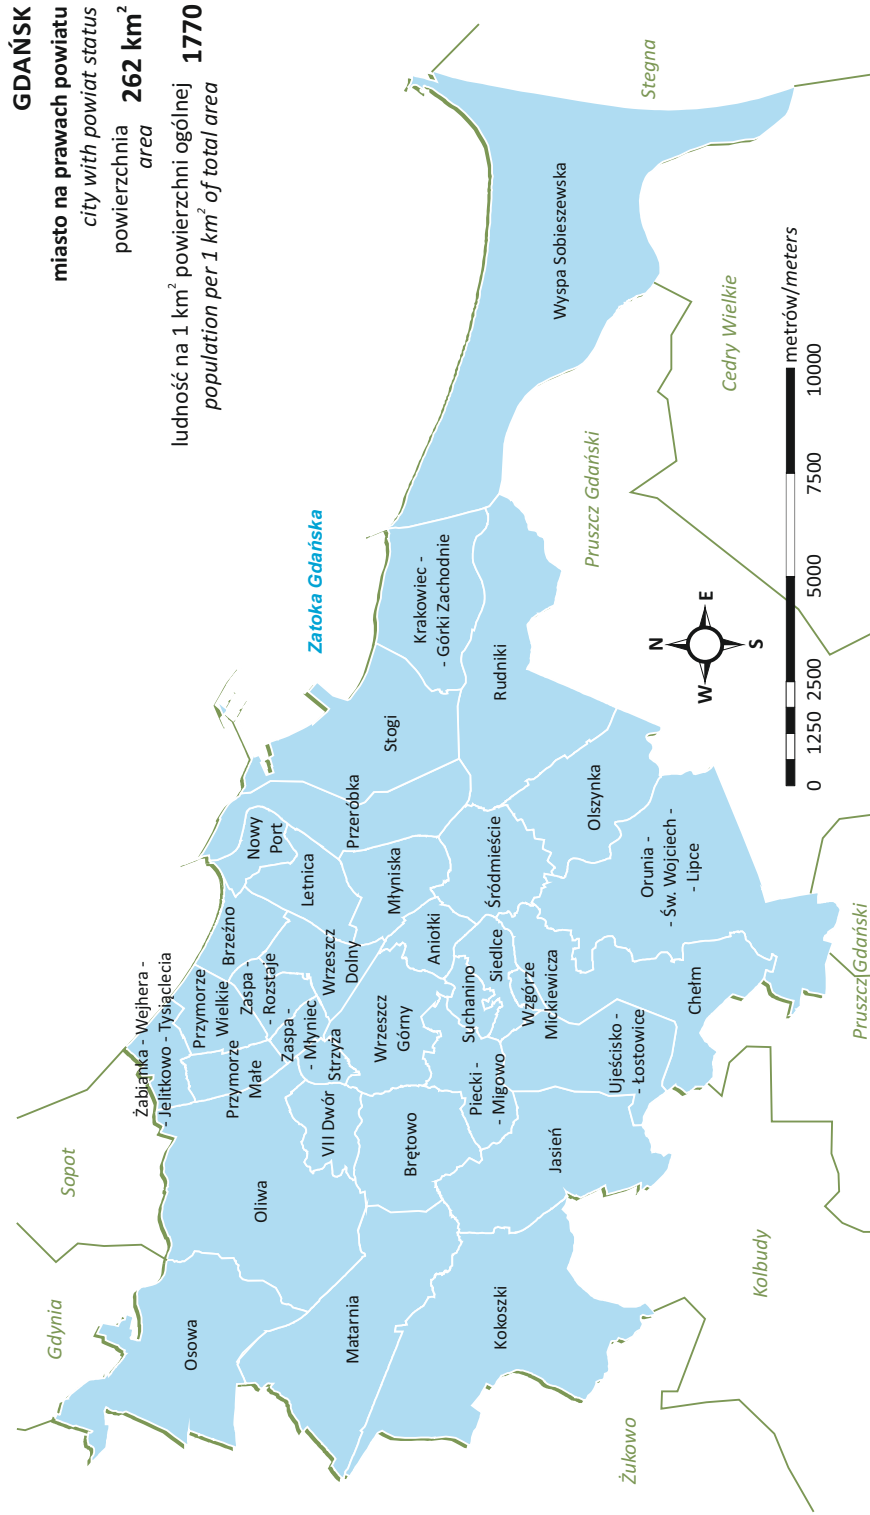 GDAŃSK
miasto na prawach powiatu
city with powiat status
powierzchnia 262 km²
area
ludność na 1 km² powierzchni ogólnej 1770
population per 1 km² of total area
Gdynia
Sopot
Zatoka Gdańska
Stegna
Żabianka - Wejhera -
- Jelitkowo - Tysiąclecia
Osowa
Oliwa
Przymorze
Wielkie
Przymorze
Małe
Brzeźno
Zaspa -
- Rozstaje
Zaspa -
- Młyniec
Nowy
Port
Letnica
Przeróbka
Stogi
Krakowiec -
- Górki Zachodnie
Wyspa Sobieszewska
VII Dwór
Strzyża
Wrzeszcz
Dolny
Matarnia
Brętowo
Wrzeszcz
Górny
Aniołki
Młyniska
Rudniki
Kokoszki
Piecki -
- Migowo
Suchanino
Siedlce
Śródmieście
Jasień
Wzgórze
Mickiewicza
Olszynka
Ujeścisko -
- Łostowice
Chełm
Orunia -
- Św. Wojciech -
- Lipce
Pruszcz Gdański
Cedry Wielkie
Żukowo
Kolbudy
Pruszcz Gdański
N
W
E
S
0 1250 2500 5000 7500 10000
metrów/meters